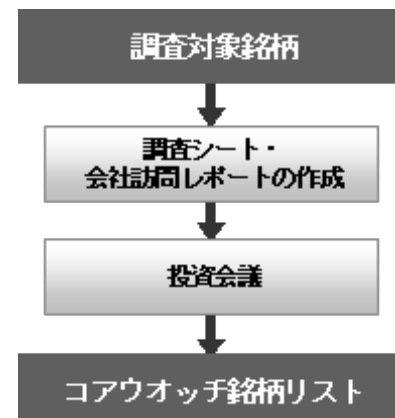 調査対象銘柄
調査シート・
会社訪問レポートの作成
投資会議
コアウオッチ銘柄リスト